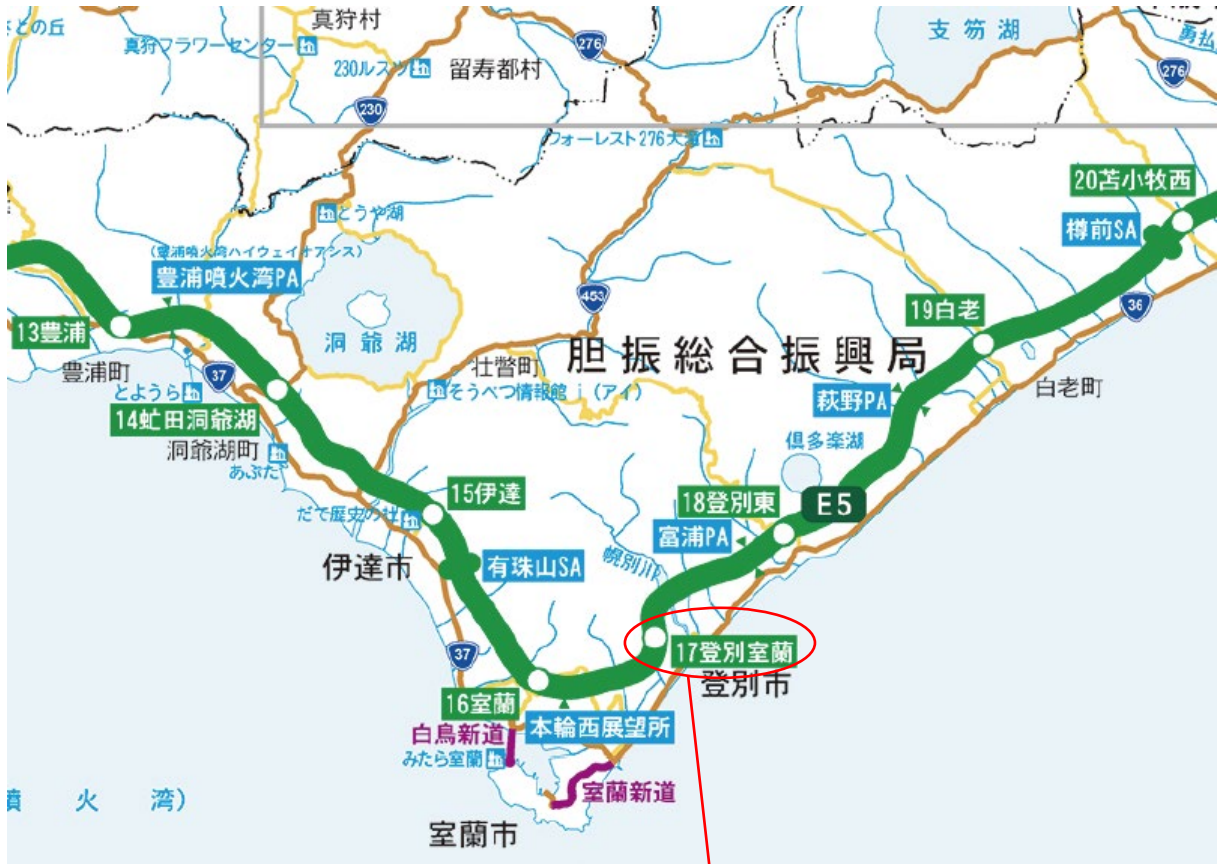 真狩村
さとの丘
真狩フラワーセンター
230ルスツ
留寿都村
276
支笏湖
勇払
276
230
フォーレスト276大滝
20苫小牧西
樽前SA
とうや湖
(豊浦噴火湾ハイウェイオアシス)
豊浦噴火湾PA
453
36
13豊浦
洞爺湖
19白老
胆振総合振興局
豊浦町
とようら
37
壮瞥町
そうべつ情報館i(アイ)
萩野PA
白老町
14虻田洞爺湖
洞爺湖町
あぷた
倶多楽湖
15伊達
18登別東
E5
だて歴史の杜
富浦PA
伊達市
有珠山SA
幌別川
37
17登別室蘭
登別市
16室蘭
白鳥新道
本輪西展望所
みたら室蘭
室蘭新道
噴火湾)
室蘭市